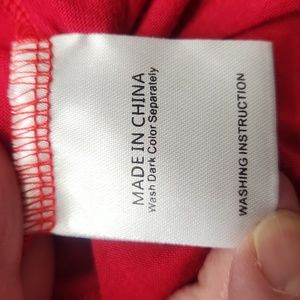 MADE IN CHINA
Wash Dark Color Separately
WASHING INSTRUCTION